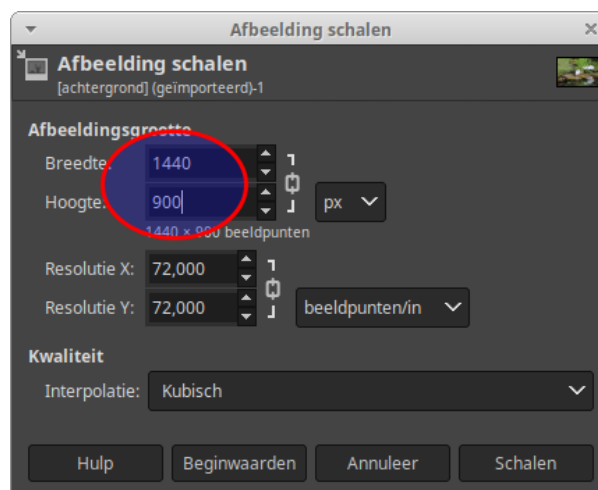 Afbeelding schalen
Afbeelding schalen
[achtergrond] (geïmporteerd)-1
Afbeeldingsgrootte
Breedte: 1440
Hoogte: 900 px
1440 × 900 beeldpunten
Resolutie X: 72,000
Resolutie Y: 72,000 beeldpunten/in
Kwaliteit
Interpolatie: Kubisch
Hulp Beginwaarden Annuleer Schalen